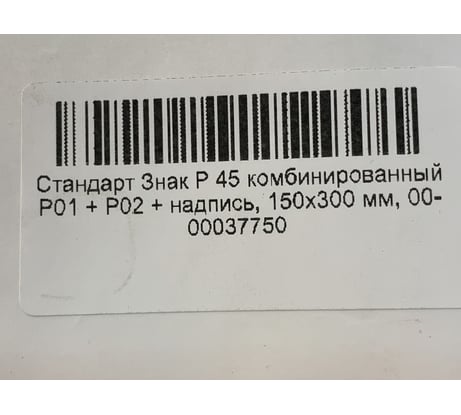 Стандарт Знак Р 45 комбинированный
Р01 + Р02 + надпись, 150х300 мм, 00-
00037750